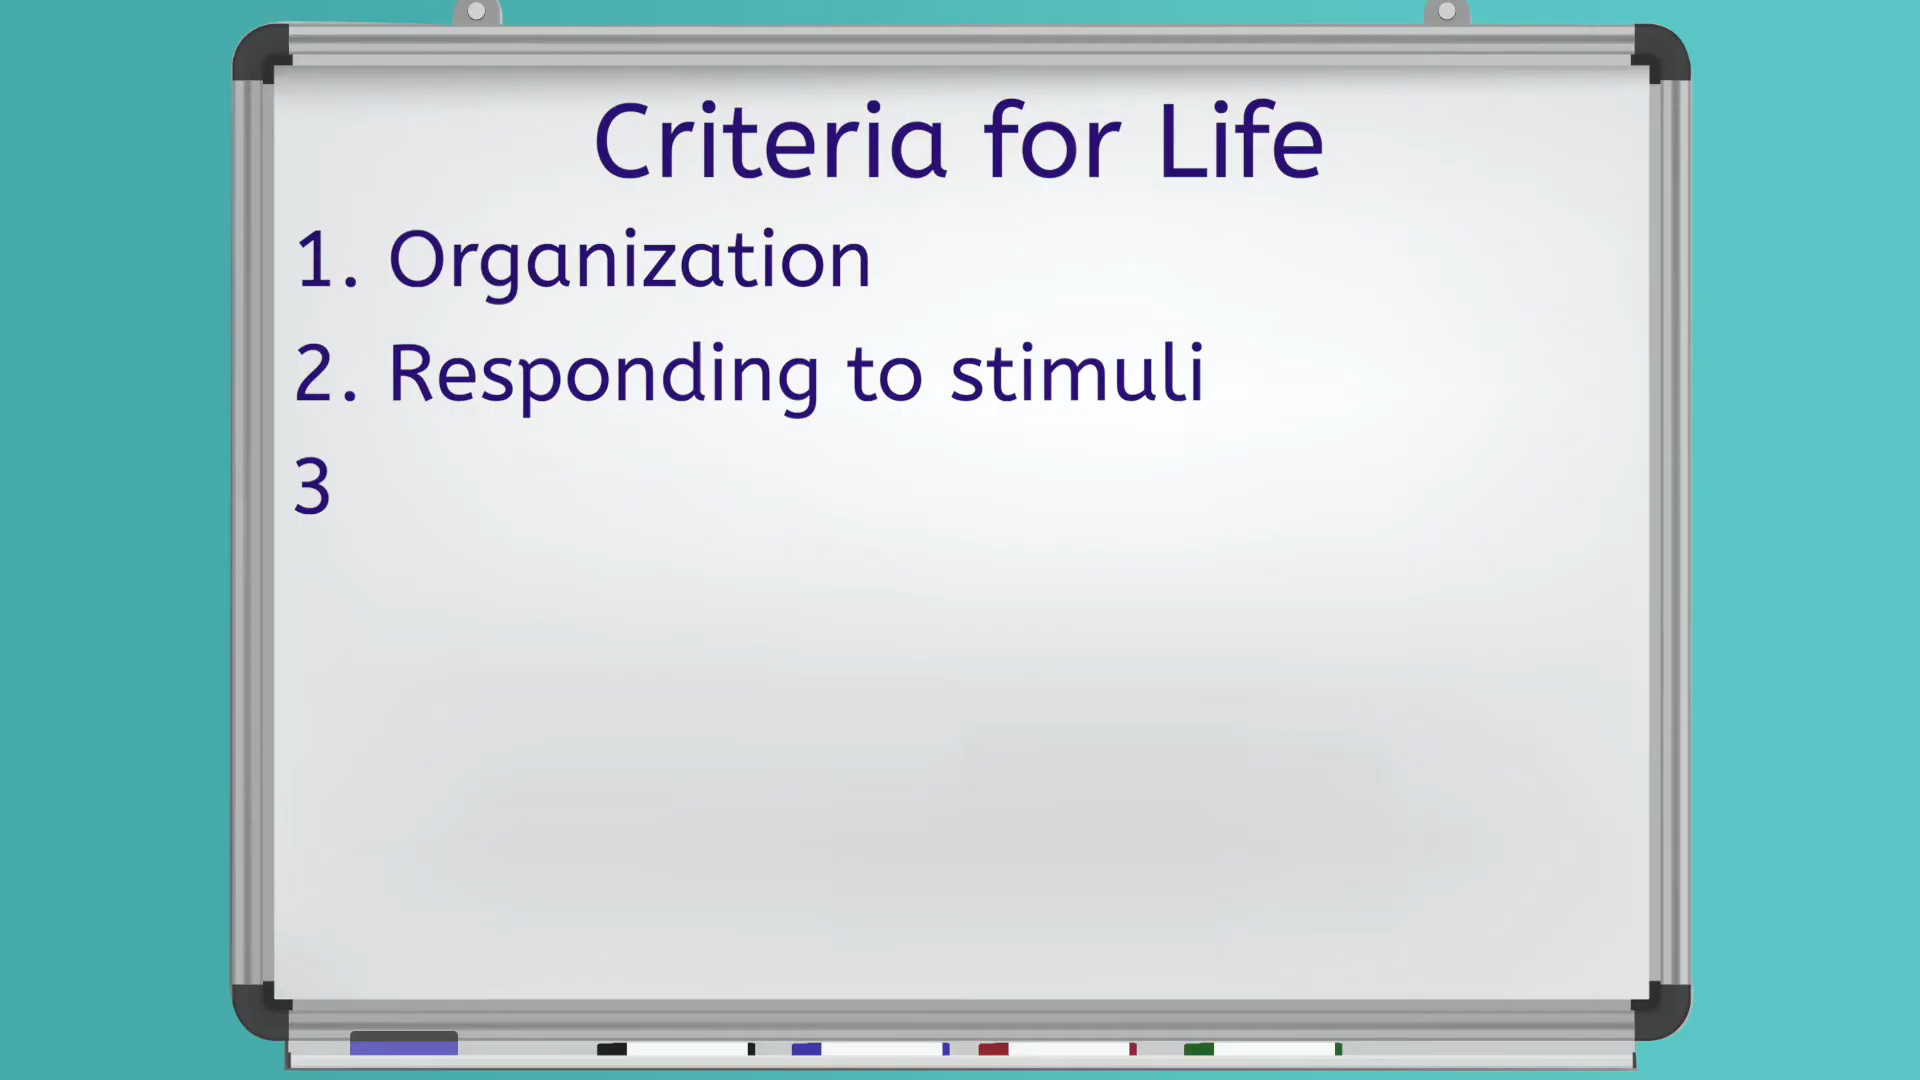 Criteria for Life
1. Organization
2. Responding to stimuli
3